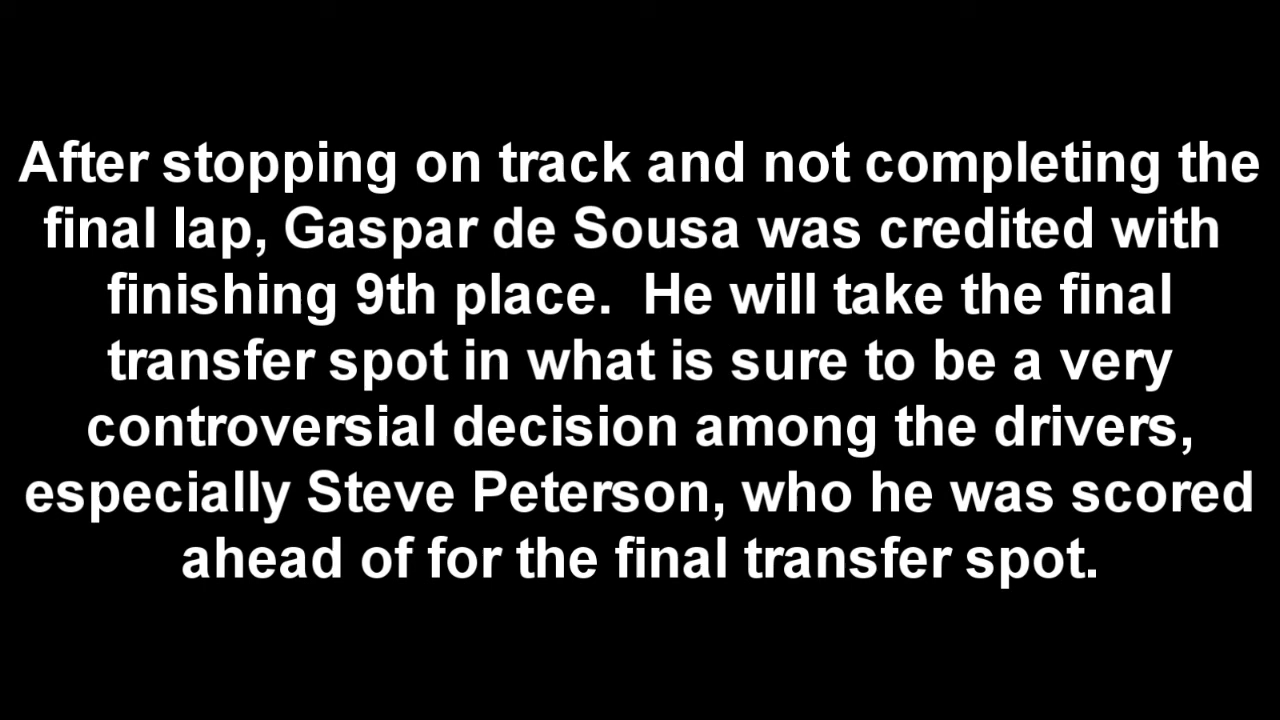 After stopping on track and not completing the
final lap, Gaspar de Sousa was credited with
finishing 9th place.  He will take the final
transfer spot in what is sure to be a very
controversial decision among the drivers,
especially Steve Peterson, who he was scored
ahead of for the final transfer spot.